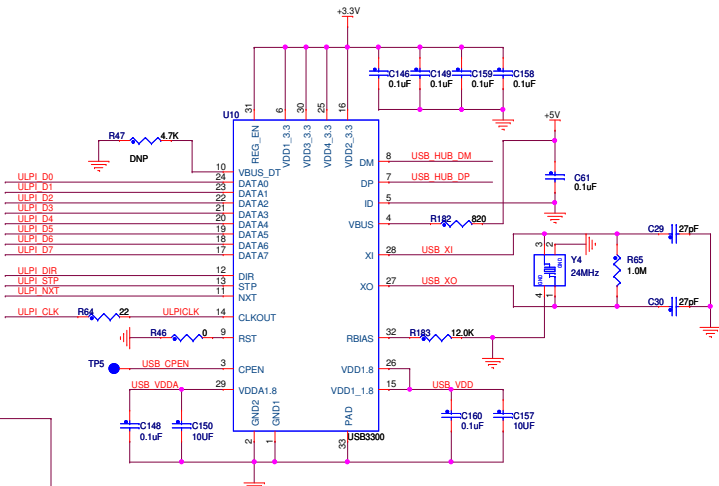 +3.3V
C146
0.1uF
C149
0.1uF
C159
0.1uF
C158
0.1uF
U10
31
6
30
25
16
REG_EN
VDD1_3.3
VDD3_3.3
VDD4_3.3
VDD2_3.3
+5V
R47
4.7K
DNP
10
VBUS_DT
DM
8
USB_HUB_DM
ULPI_D0
24
DATA0
ULPI_D1
23
DATA1
DP
7
USB_HUB_DP
C61
0.1uF
ULPI_D2
22
DATA2
ULPI_D3
21
DATA3
ID
5
ULPI_D4
20
DATA4
VBUS
4
R182
820
ULPI_D5
19
DATA5
ULPI_D6
18
DATA6
ULPI_D7
17
DATA7
XI
28
USB_XI
C29
27pF
3
2
GND
Y4
24MHz
GND
4
1
R65
1.0M
ULPI_DIR
12
DIR
ULPI_STP
13
STP
XO
27
USB_XO
ULPI_NXT
11
NXT
C30
27pF
ULPI_CLK
R64
22
ULPICLK
14
CLKOUT
R46
0
9
RST
RBIAS
32
R183
12.0K
TP5
USB_CPEN
3
CPEN
VDD1.8
26
USB_VDDA
29
VDDA1.8
VDD1_1.8
15
USB_VDD
C148
0.1uF
C150
10UF
GND2
GND1
PAD
C160
0.1uF
C157
10UF
2
1
33
USB3300